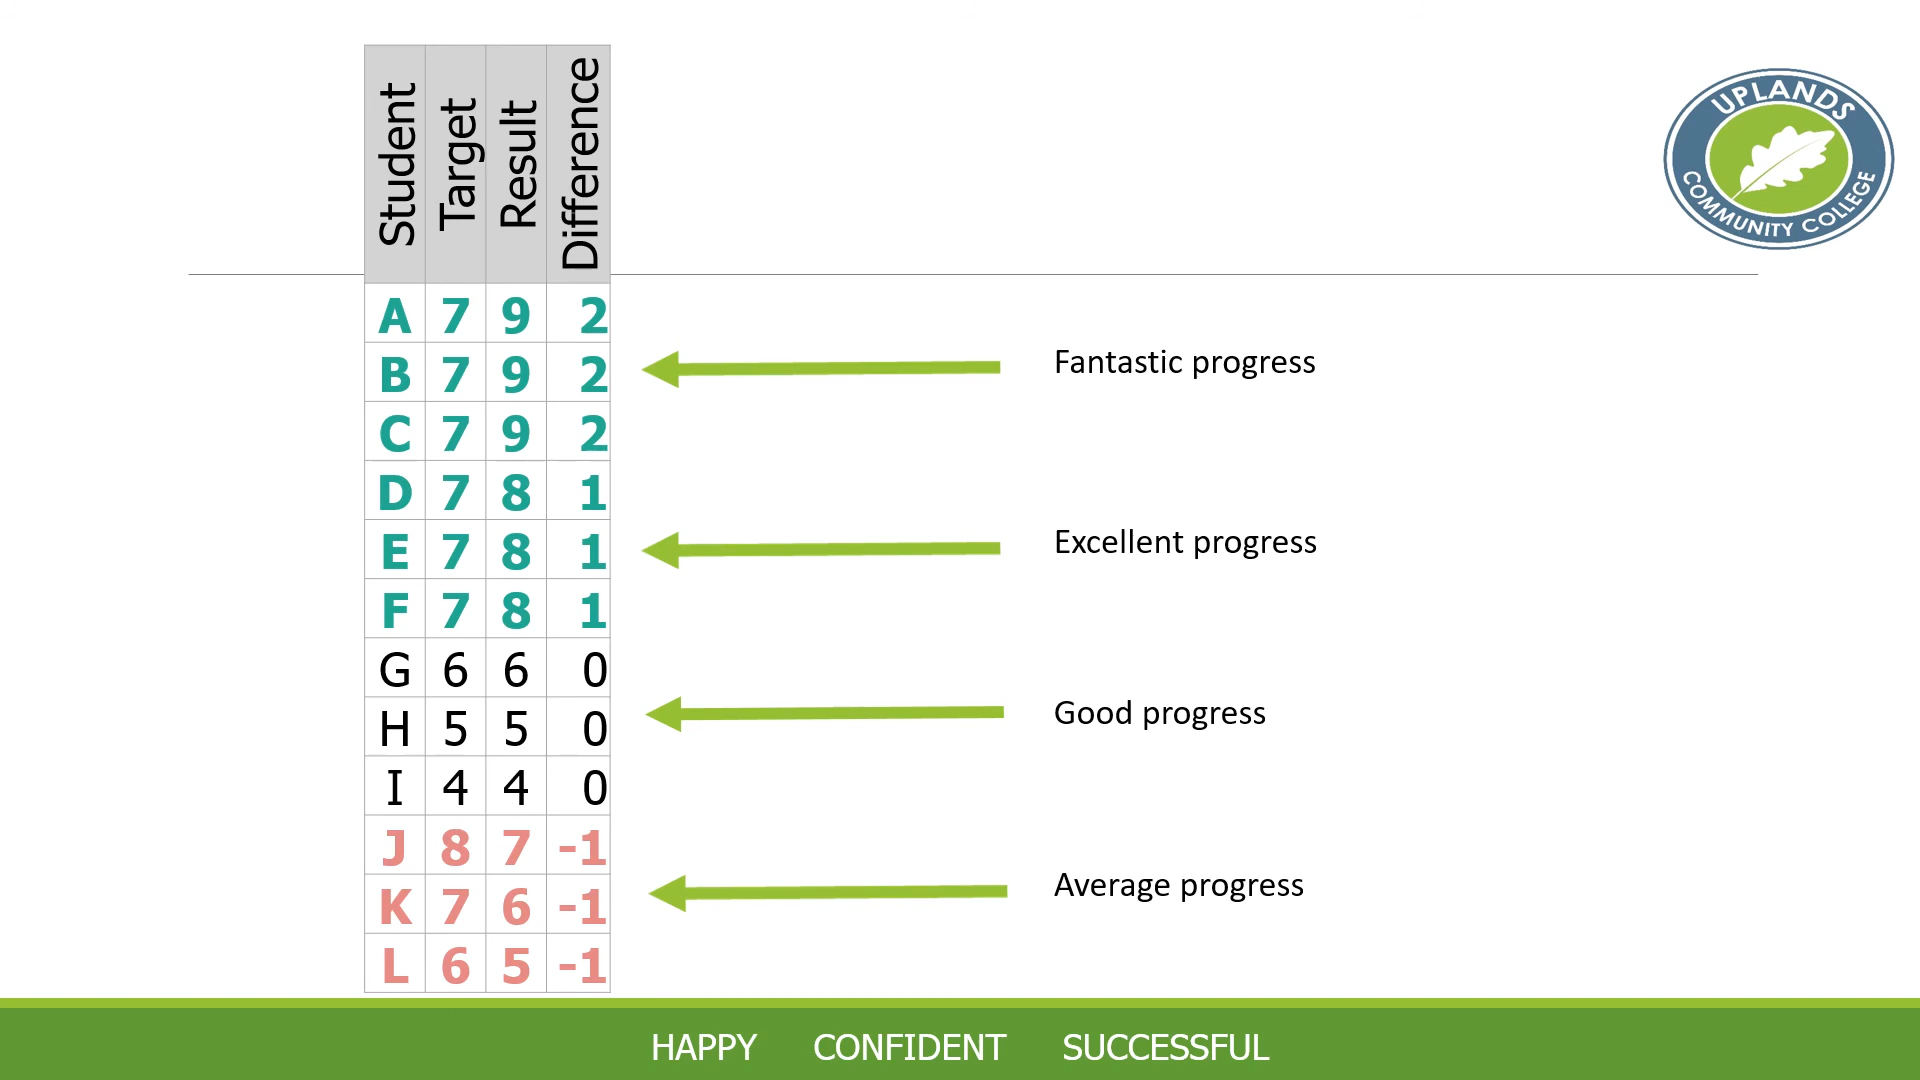 Student Target Result Difference
A 7 9 2
B 7 9 2
C 7 9 2
D 7 8 1
E 7 8 1
F 7 8 1
G 6 6 0
H 5 5 0
I 4 4 0
J 8 7 -1
K 7 6 -1
L 6 5 -1
Fantastic progress
Excellent progress
Good progress
Average progress
UPLANDS
COMMUNITY COLLEGE
HAPPY CONFIDENT SUCCESSFUL